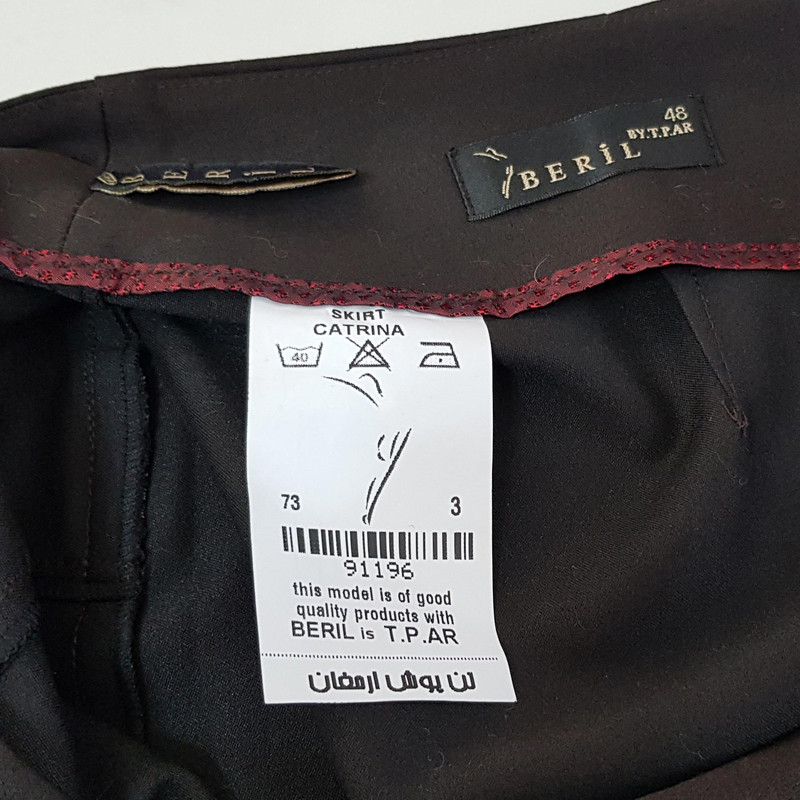 48
BY.T.P.AR
BERİL
BERİL
SKIRT
CATRINA
40
73 3
91196
this model is of good
quality products with
BERIL is T.P.AR
تن پوش ارمغان